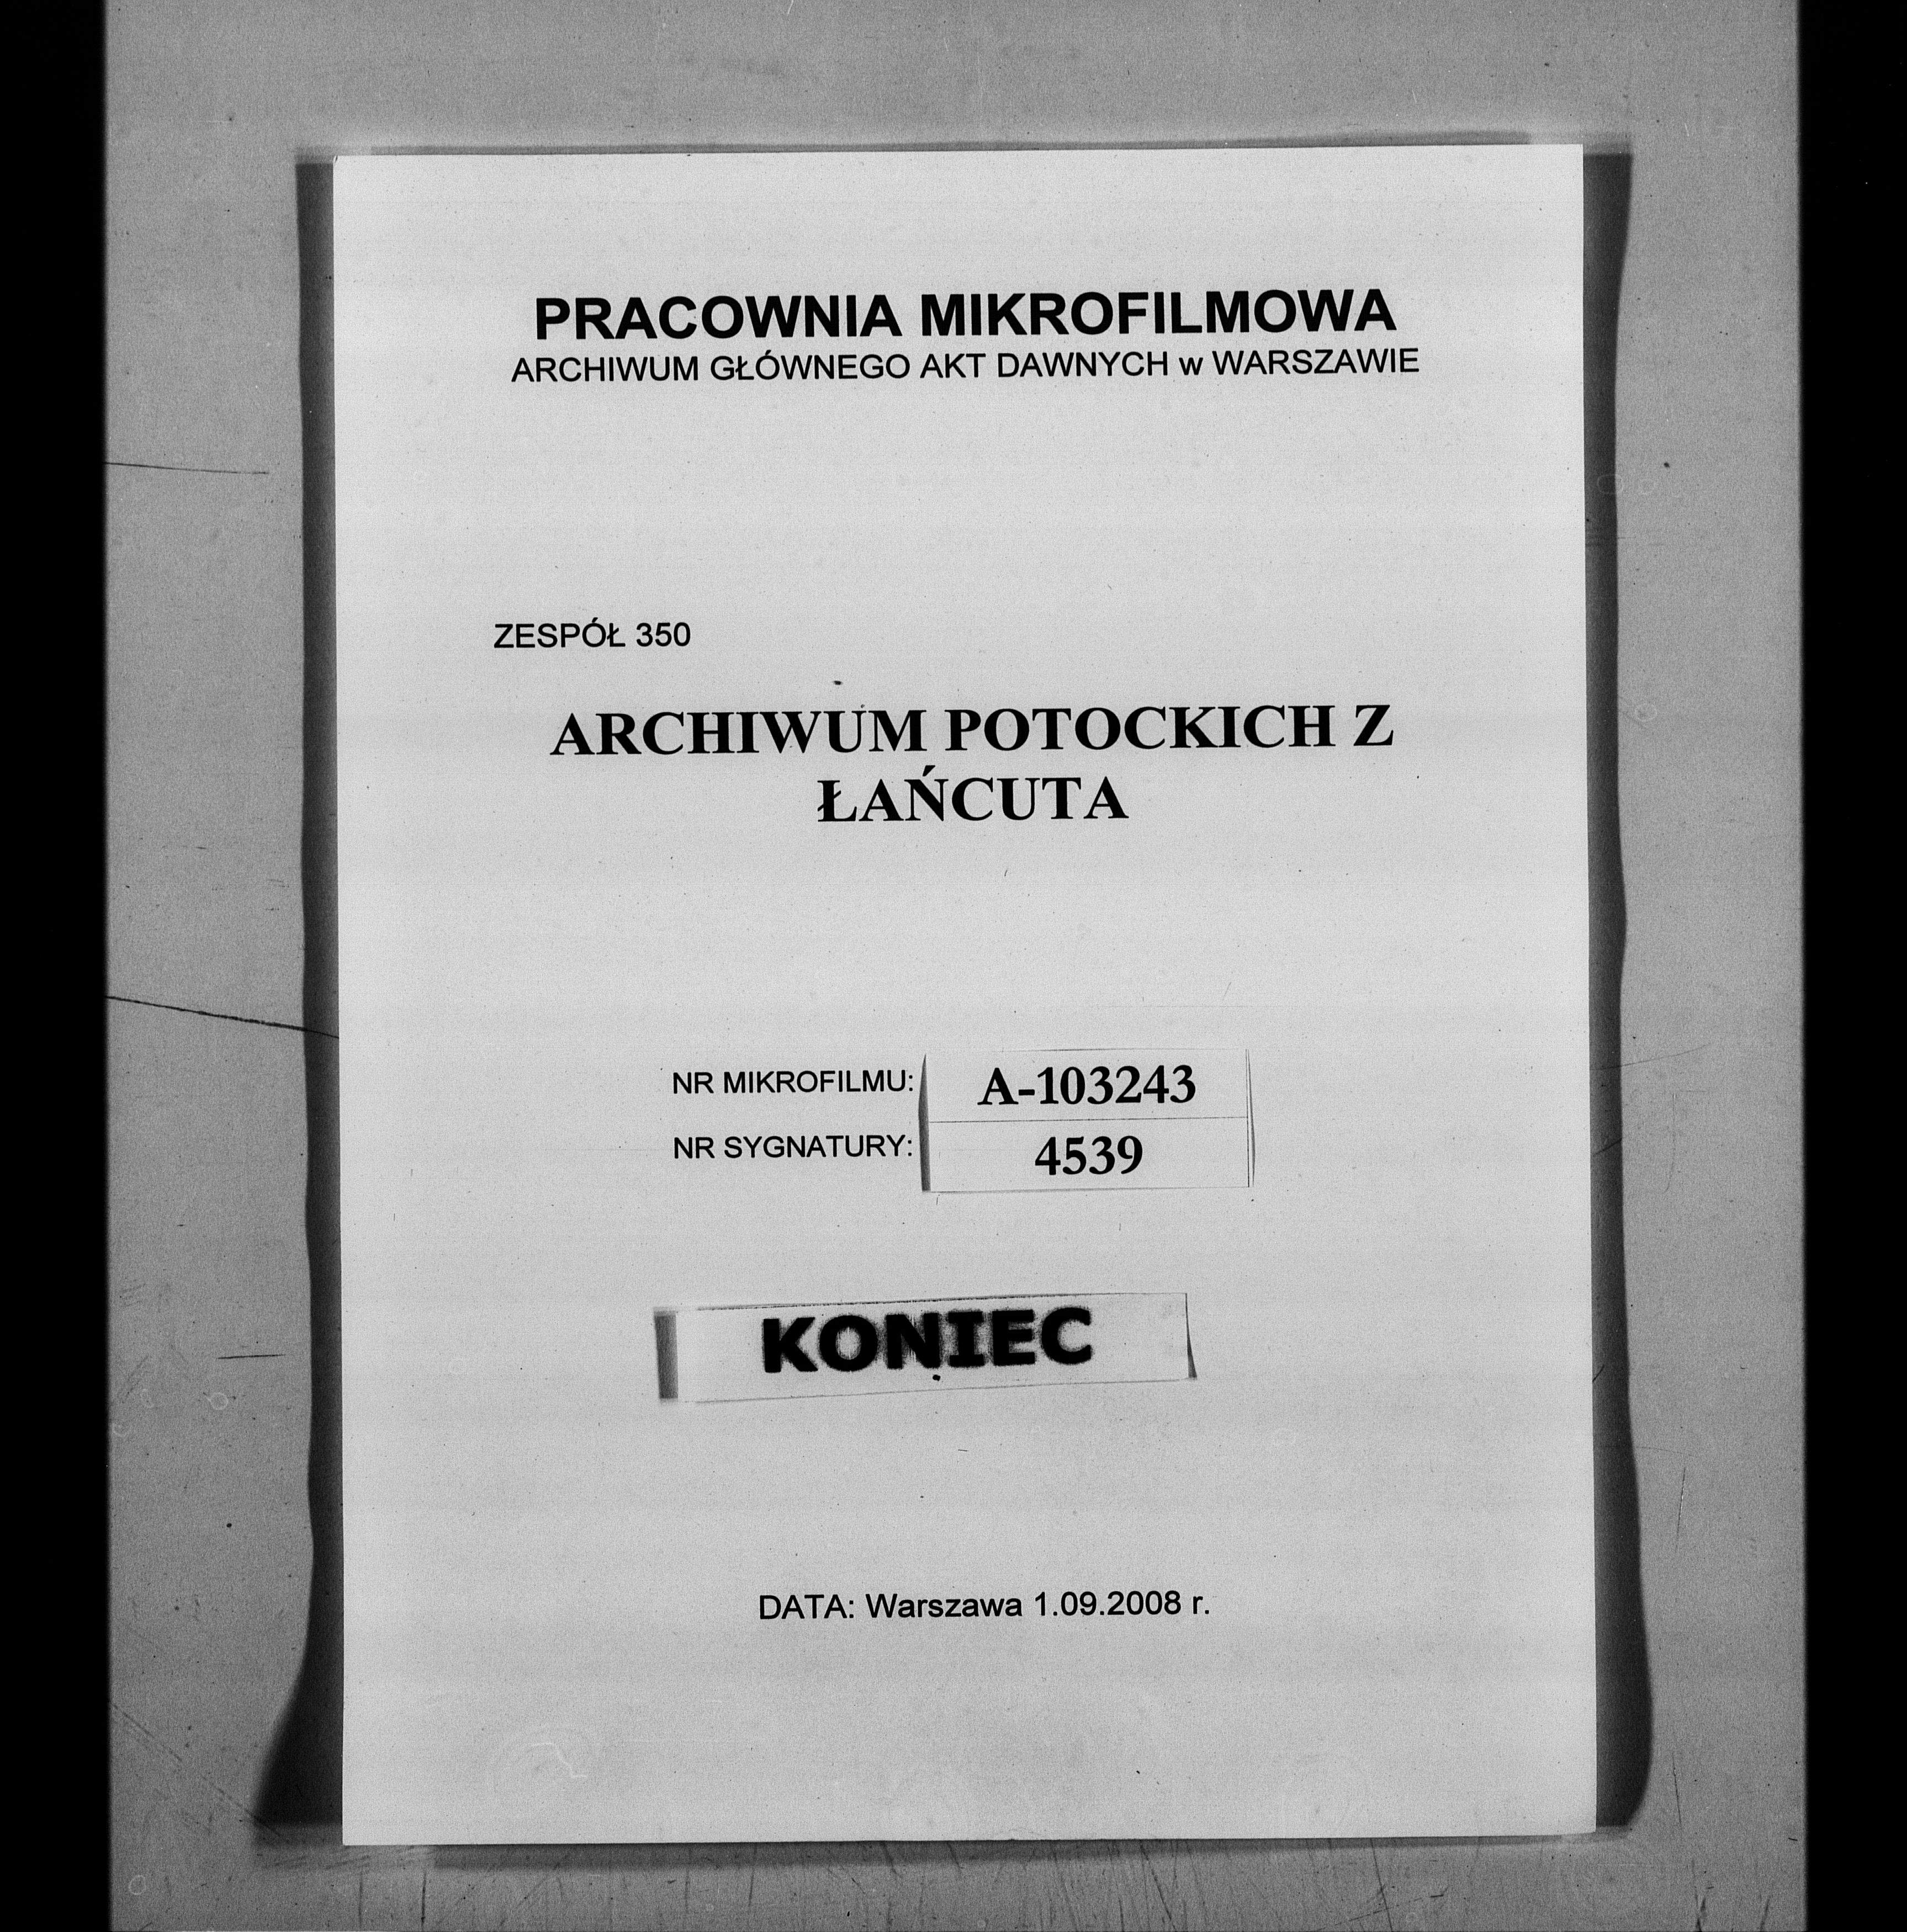 PRACOWNIA MIKROFILMOWA
ARCHIWUM GŁÓWNEGO AKT DAWNYCH w WARSZAWIE
ZESPÓŁ 350
ARCHIWUM POTOCKICH Z
ŁAŃCUTA
NR MIKROFILMU: A-103243
NR SYGNATURY: 4539
KONIEC
DATA: Warszawa 1.09.2008 r.